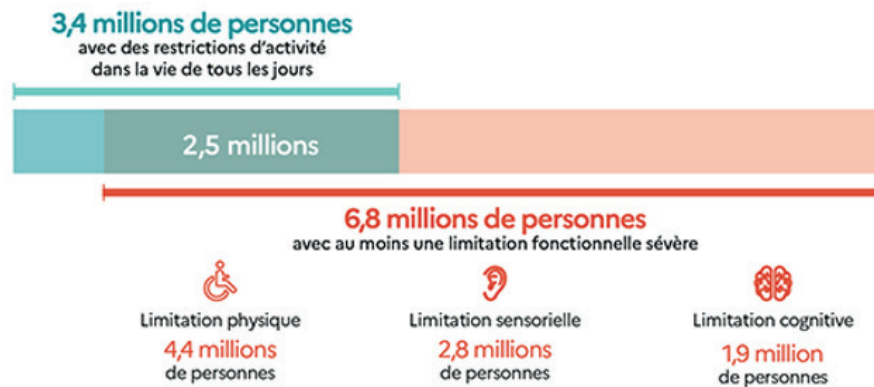 3,4 millions de personnes
avec des restrictions d'activité
dans la vie de tous les jours
2,5 millions
6,8 millions de personnes
avec au moins une limitation fonctionnelle sévère
Limitation physique
4,4 millions
de personnes
Limitation sensorielle
2,8 millions
de personnes
Limitation cognitive
1,9 million
de personnes